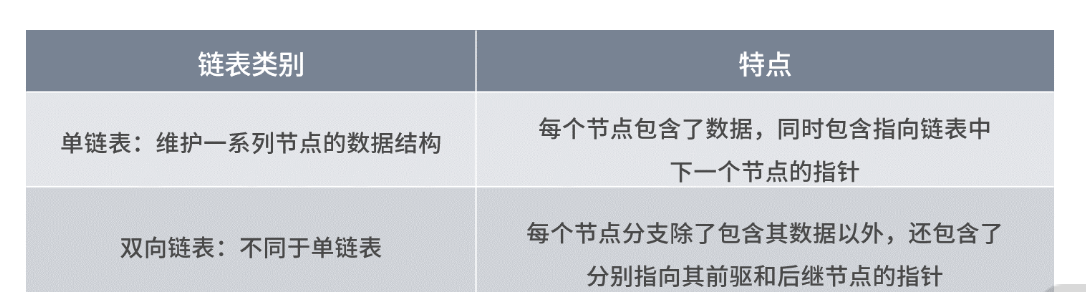 链表类别
特点
单链表：维护一系列节点的数据结构
每个节点包含了数据，同时包含指向链表中
下一个节点的指针
双向链表：不同于单链表
每个节点分支除了包含其数据以外，还包含了
分别指向其前驱和后继节点的指针